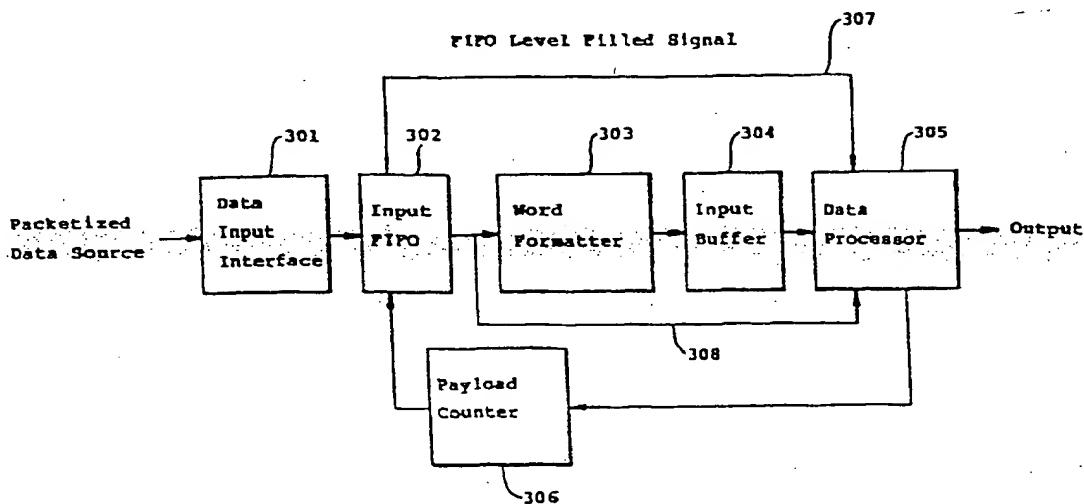 307
FIFO Level Filled Signal
301
302
303
304
305
Data
Input
Interface
Input
FIFO
Word
Formatter
Input
Buffer
Data
Processor
Packetized
Data Source
Output
308
Payload
Counter
306